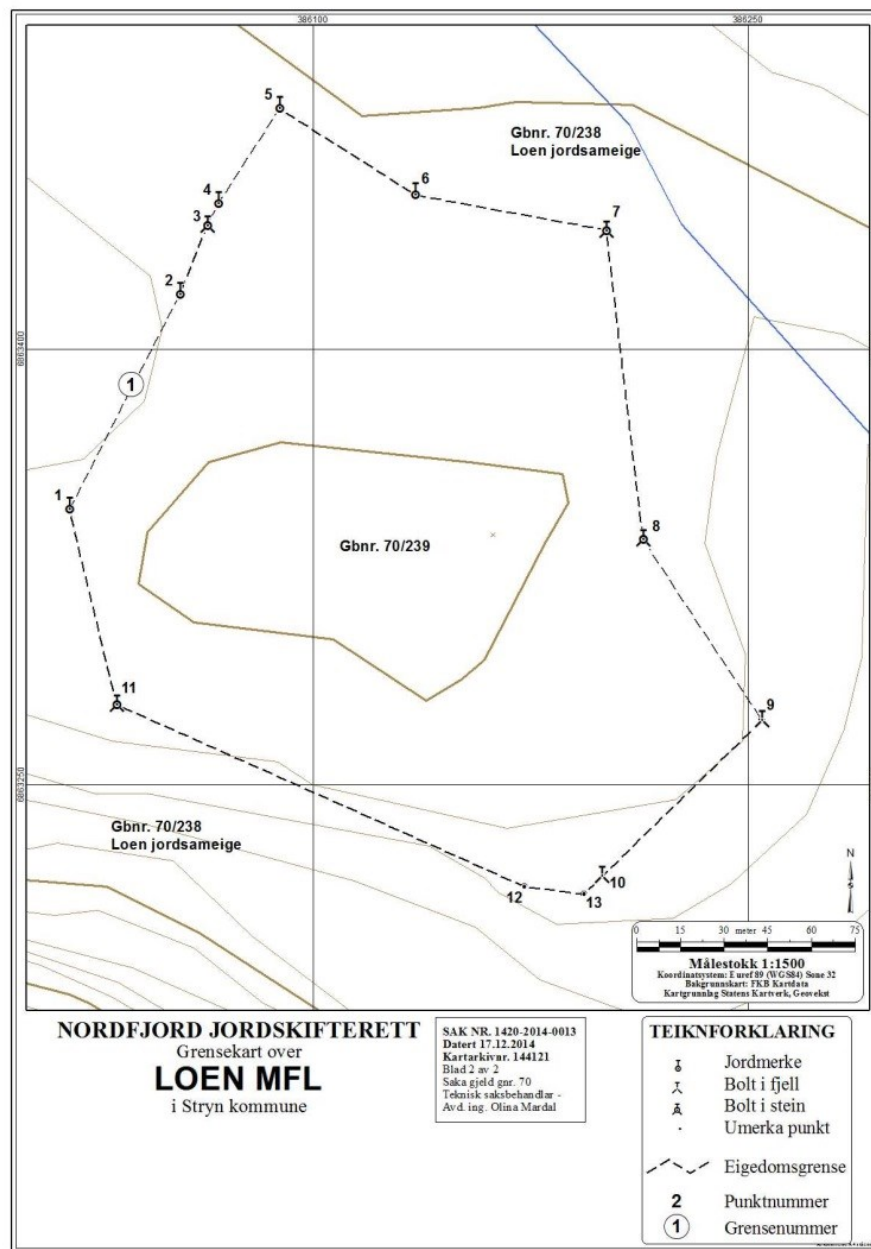 386100
386250
5
Gbnr. 70/238
Loen jordsameige
6
4
3
7
2
6863400
1
1
8
Gbnr. 70/239
11
9
6863250
Gbnr. 70/238
Loen jordsameige
10
12
13
N
0 15 30 meter 45 60 75
Målestokk 1:1500
Koordinatsystem: Euref 89 (WGS84) Sone 32
Bakgrunnskart: FKB Kartdata
Kartgrunnlag Statens Kartverk, Geovekst
NORDFJORD JORDSKIFTERETT
Grensekart over
LOEN MFL
i Stryn kommune
SAK NR. 1420-2014-0013
Datert 17.12.2014
Kartarkivnr. 144121
Blad 2 av 2
Saka gjeld gnr. 70
Teknisk saksbehandlar -
Avd. ing. Olina Mardal
TEIKNFORKLARING
Jordmerke
Bolt i fjell
Bolt i stein
Umerka punkt
Eigedomsgrense
2 Punktnummer
1 Grensenummer